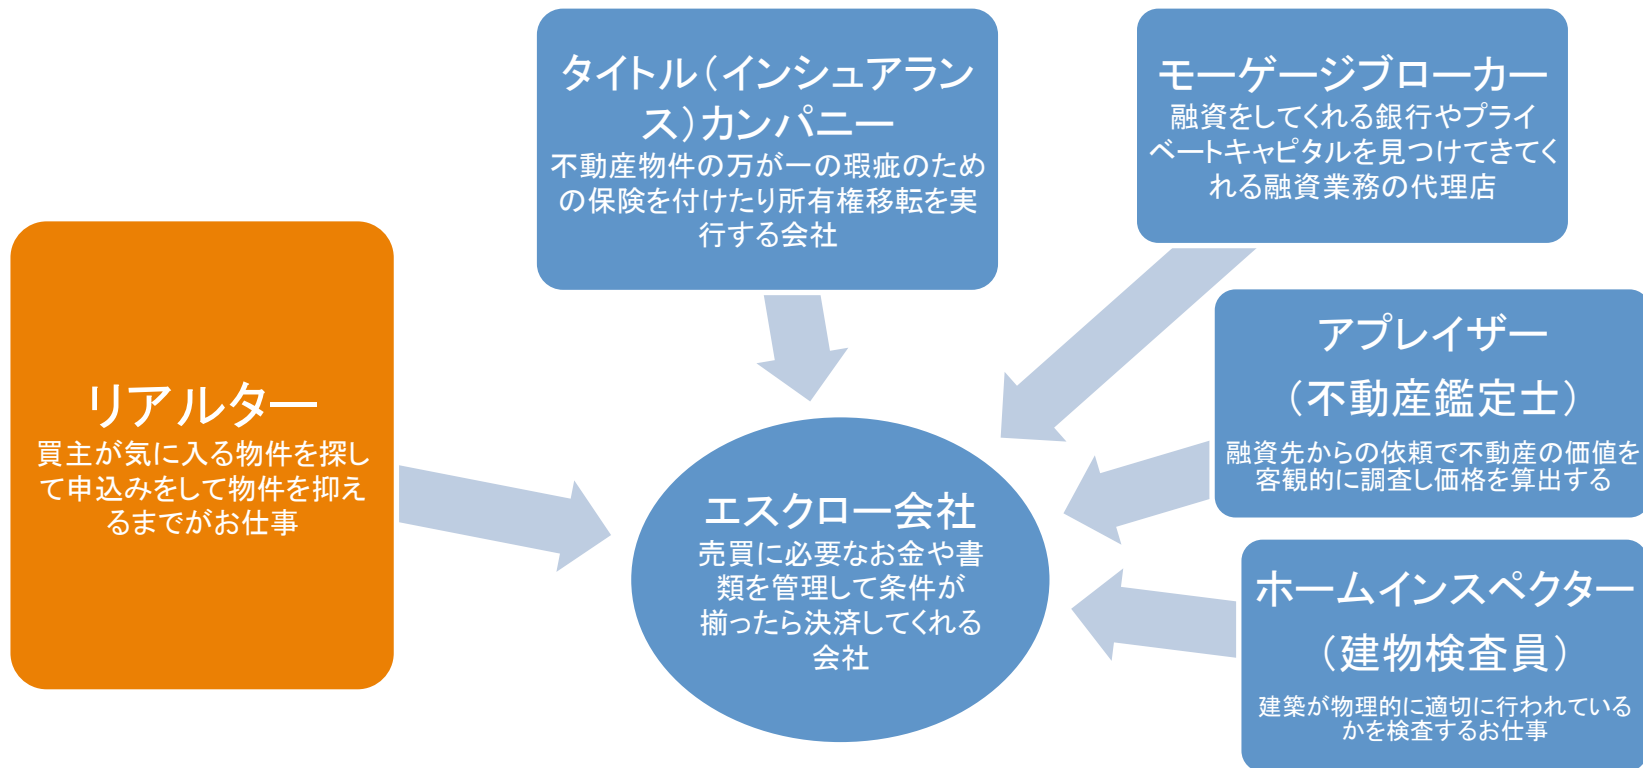 タイトル（インシュアラン
ス）カンパニー
不動産物件の万が一の瑕疵のため
の保険を付けたり所有権移転を実
行する会社
モーゲージブローカー
融資をしてくれる銀行やプライ
ベートキャピタルを見つけてきてく
れる融資業務の代理店
リアルター
買主が気に入る物件を探し
て申込みをして物件を抑え
るまでがお仕事
アプレイザー
（不動産鑑定士）
融資先からの依頼で不動産の価値を
客観的に調査し価格を算出する
エスクロー会社
売買に必要なお金や書
類を管理して条件が
揃ったら決済してくれる
会社
ホームインスペクター
（建物検査員）
建築が物理的に適切に行われている
かを検査するお仕事